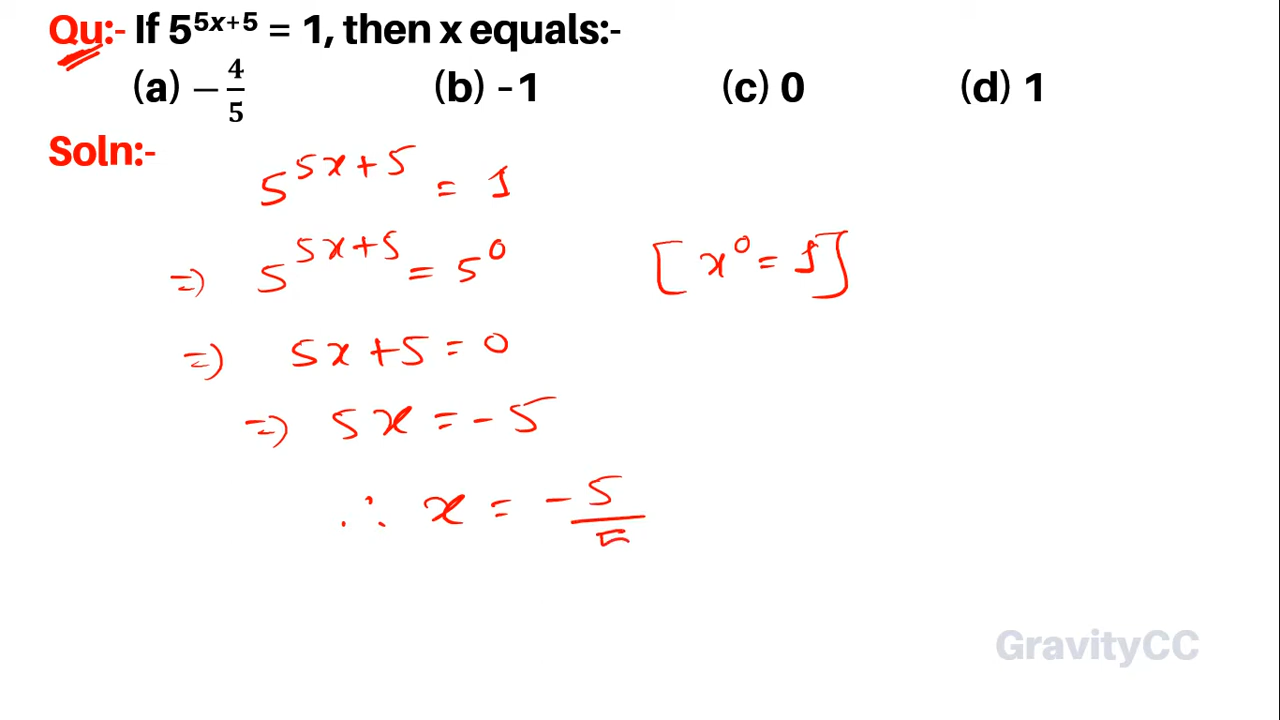 Qu:- If 5^{5x+5} = 1, then x equals:-
(a) −4/5 (b) -1 (c) 0 (d) 1
Soln:-
5^{5x+5} = 1
⇒ 5^{5x+5} = 5^0 [x^0 = 1]
⇒ 5x+5 = 0
⇒ 5x = -5
∴ x = -5/5
GravityCC